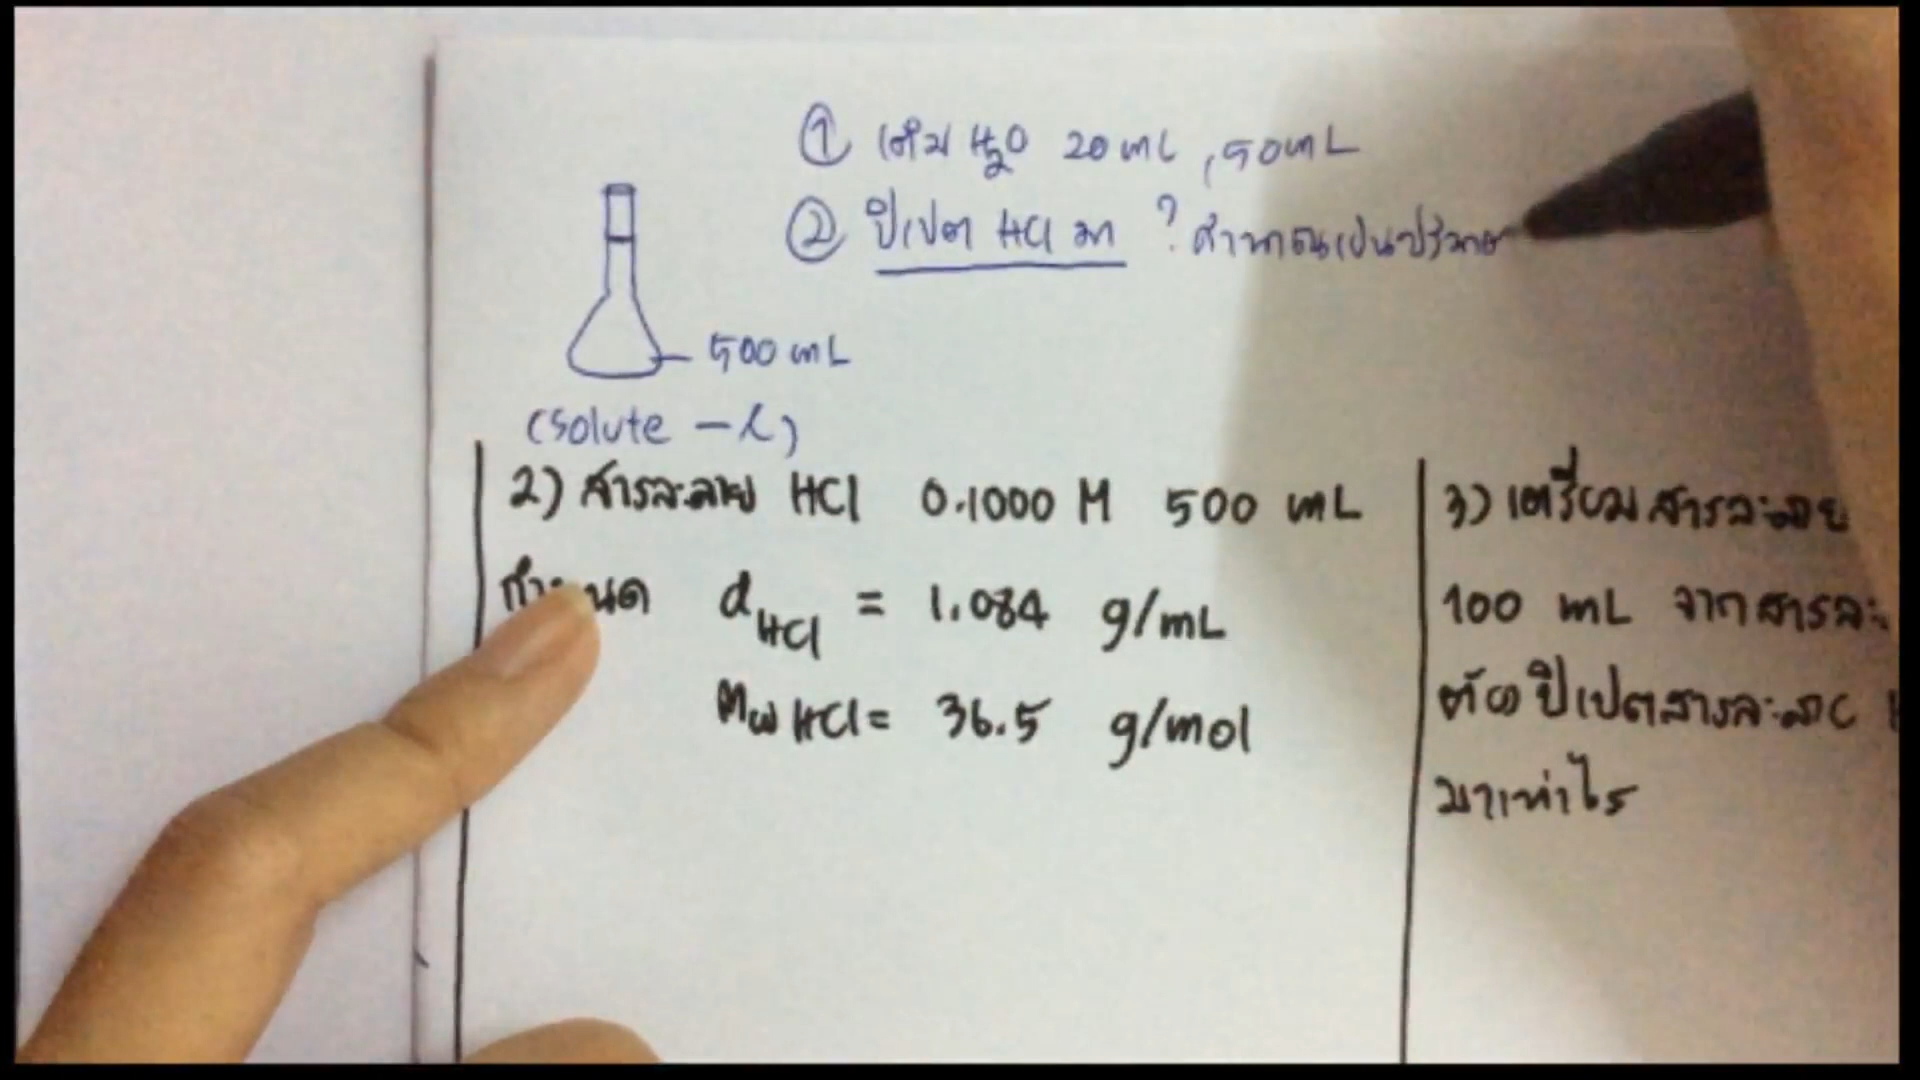 ① เติม H₂O 20 mL , 50 mL
② ปิเปต HCl มา ? คำนวณเป็นปริมาตร
500 mL
(solute - l)
2) สารละลาย HCl 0.1000 M 500 mL
กำหนด d HCl = 1.084 g/mL
Mw HCl = 36.5 g/mol
3) เตรียมสารละลาย
100 mL จากสารละ
ต้องปิเปตสารละลาย
มาเท่าไร